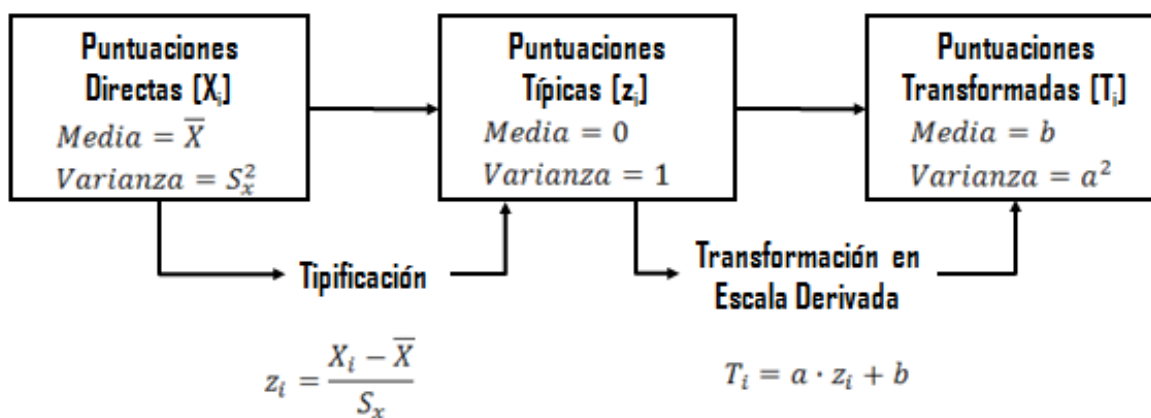 Puntuaciones
Directas [Xᵢ]
Media = X̅
Varianza = Sₓ²
Puntuaciones
Típicas [zᵢ]
Media = 0
Varianza = 1
Puntuaciones
Transformadas [Tᵢ]
Media = b
Varianza = a²
Tipificación
Transformación en
Escala Derivada
zᵢ = (Xᵢ − X̅) / Sₓ
Tᵢ = a · zᵢ + b